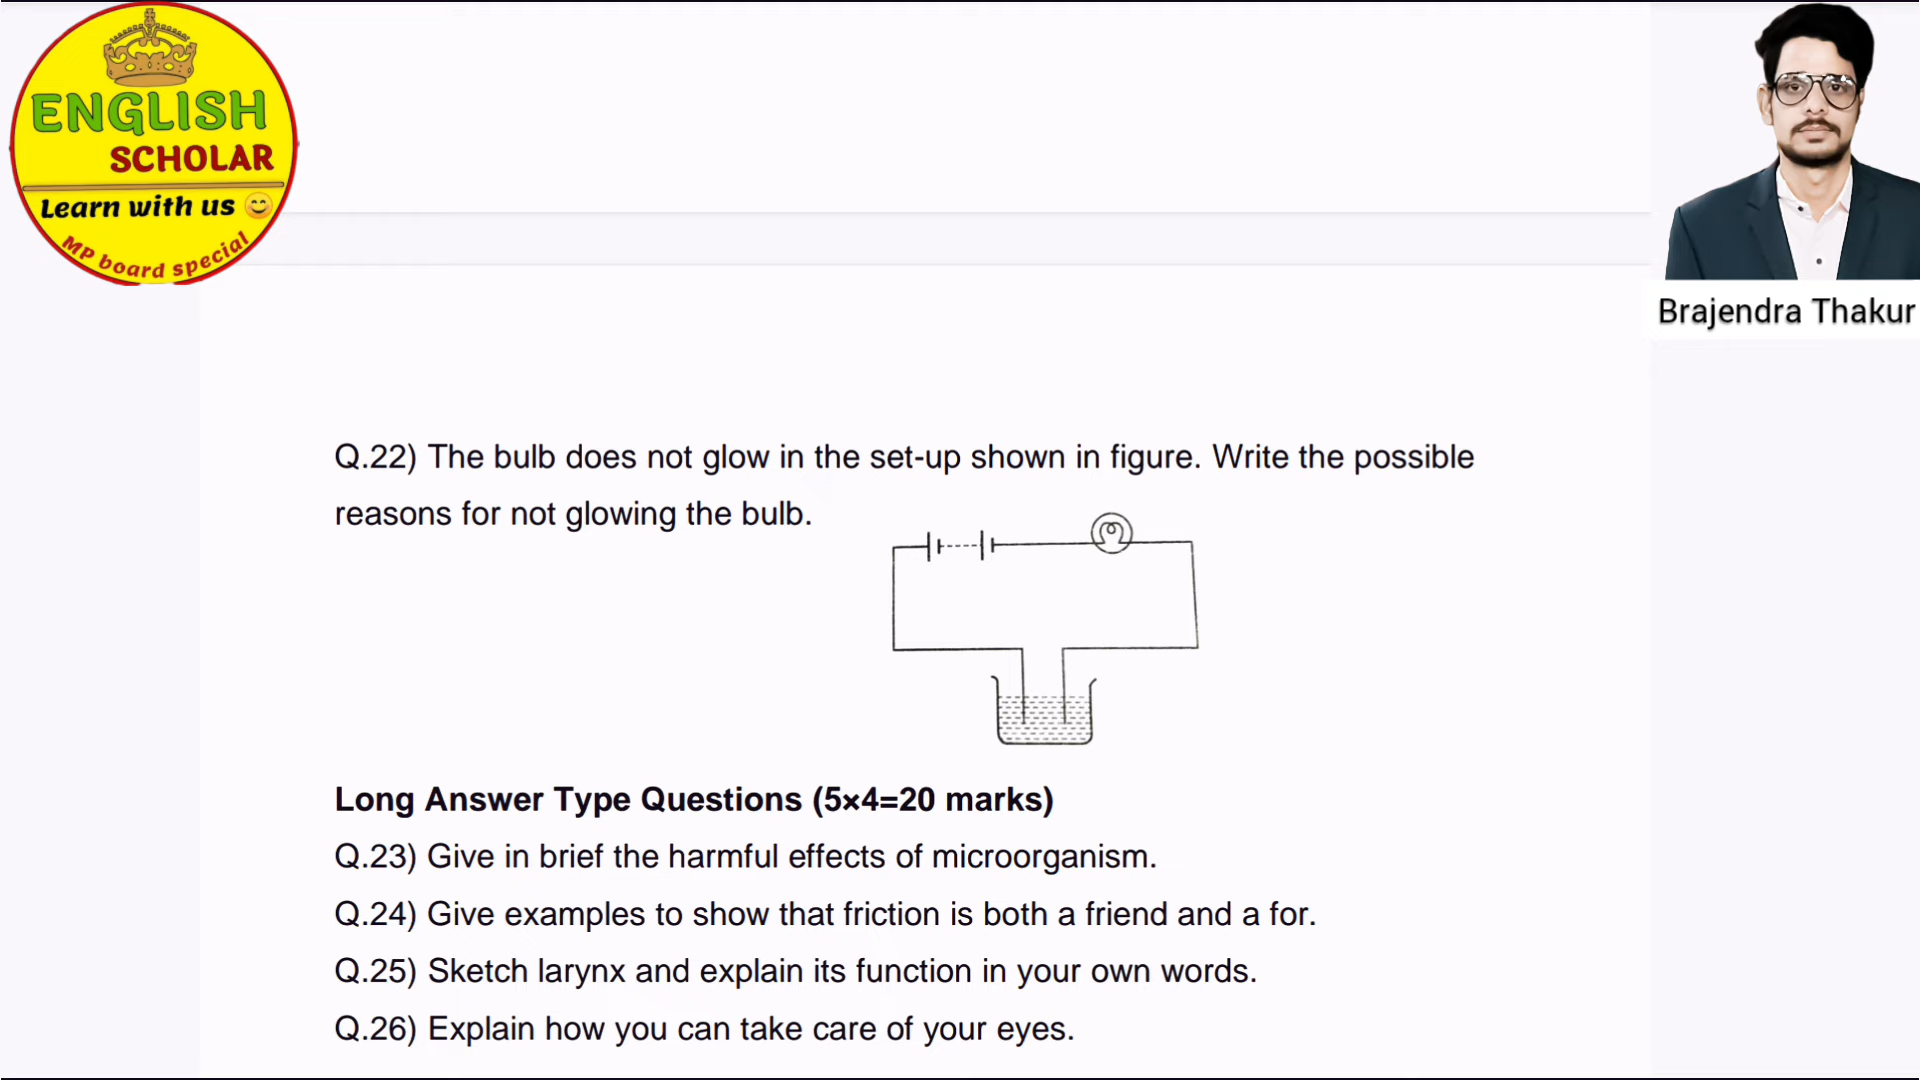 ENGLISH
SCHOLAR
Learn with us
MP board special
Brajendra Thakur
Q.22) The bulb does not glow in the set-up shown in figure. Write the possible
reasons for not glowing the bulb.
Long Answer Type Questions (5×4=20 marks)
Q.23) Give in brief the harmful effects of microorganism.
Q.24) Give examples to show that friction is both a friend and a for.
Q.25) Sketch larynx and explain its function in your own words.
Q.26) Explain how you can take care of your eyes.